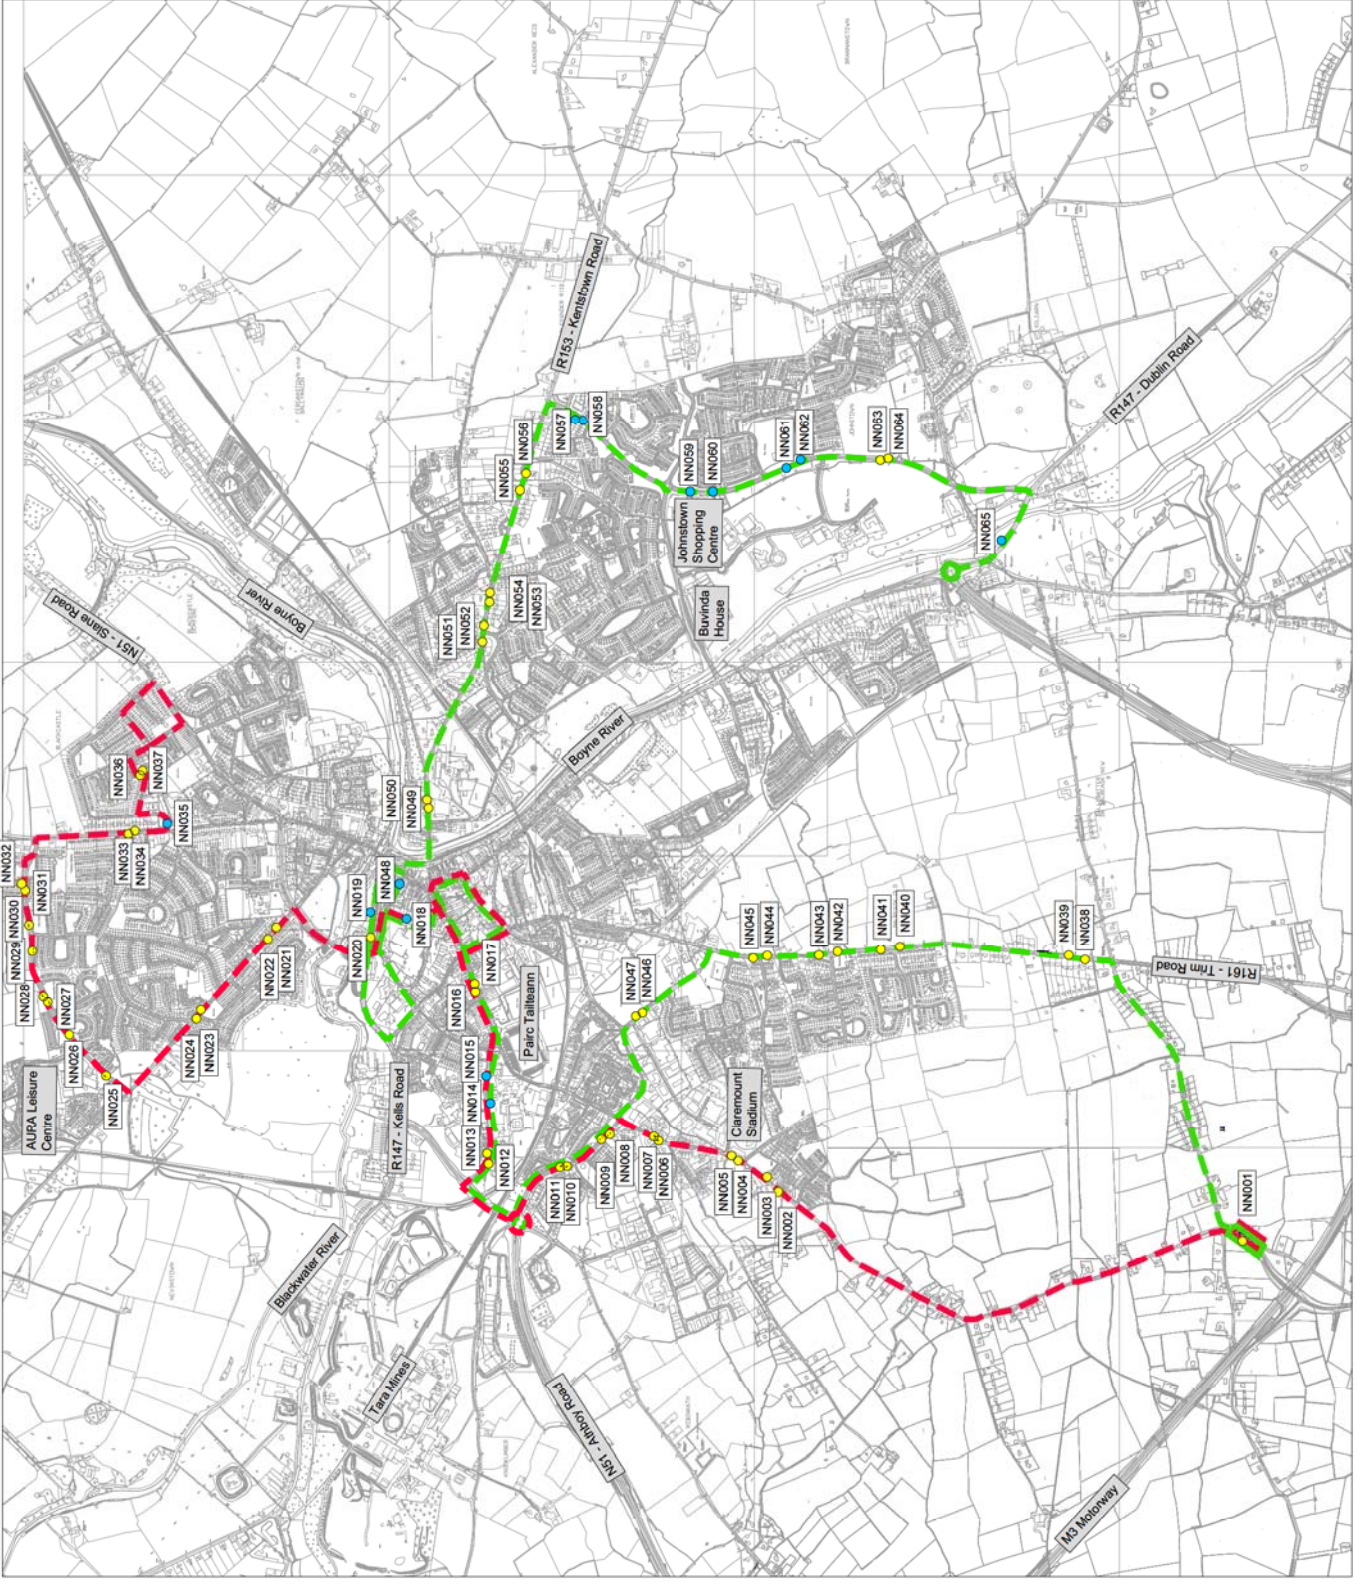 NN032
NN031
NN030
NN029
NN028
NN027
NN026
NN025
AURA Leisure
Centre
NN033
NN034
NN035
NN036
NN037
N51 - Slane Road
Boyne River
NN024
NN023
NN022
NN021
NN020
NN019
NN048
NN018
NN050
NN049
NN017
NN016
NN015
NN014
NN013
NN012
Pairc Tailteann
R147 - Kells Road
Blackwater River
Tara Mines
N51 - Athboy Road
NN011
NN010
NN009
NN008
NN007
NN006
NN005
NN004
NN003
NN002
Claremont
Stadium
NN047
NN046
NN045
NN044
NN043
NN042
NN041
NN040
NN039
NN038
R161 - Trim Road
NN001
M3 Motorway
Boyne River
NN051
NN052
NN054
NN053
NN055
NN056
NN057
NN058
R153 - Kentstown Road
NN059
NN060
Johnstown
Shopping
Centre
Buvinda
House
NN061
NN062
NN063
NN064
NN065
R147 - Dublin Road